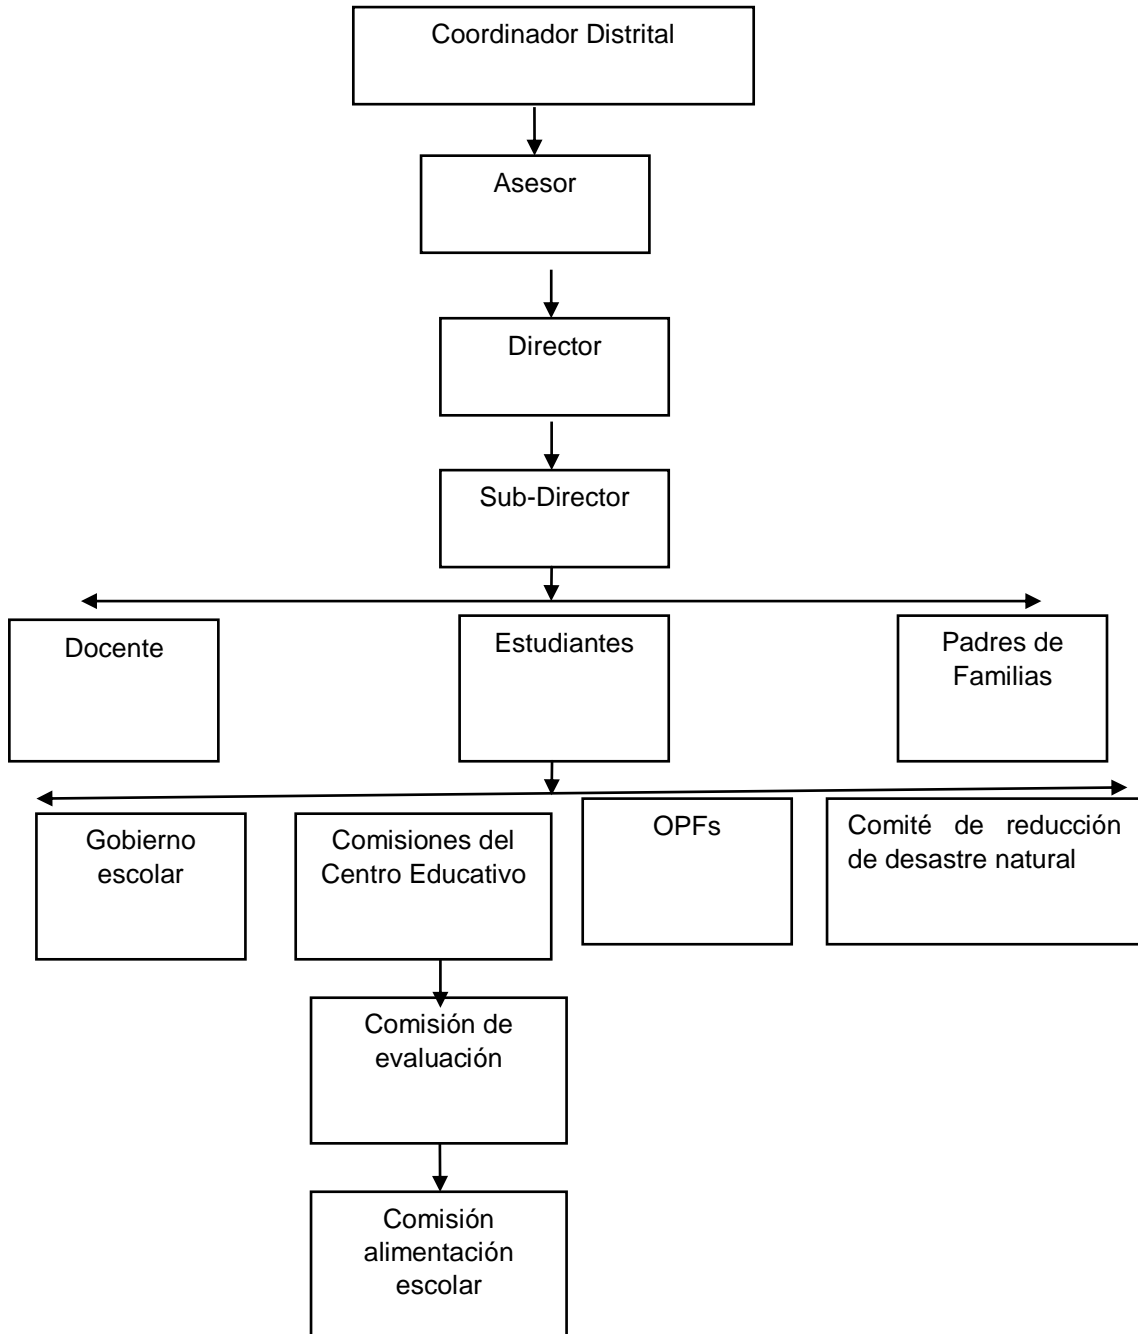 Coordinador Distrital
Asesor
Director
Sub-Director
Docente
Estudiantes
Padres de
Familias
Gobierno
escolar
Comisiones del
Centro Educativo
OPFs
Comité de reducción
de desastre natural
Comisión de
evaluación
Comisión
alimentación
escolar